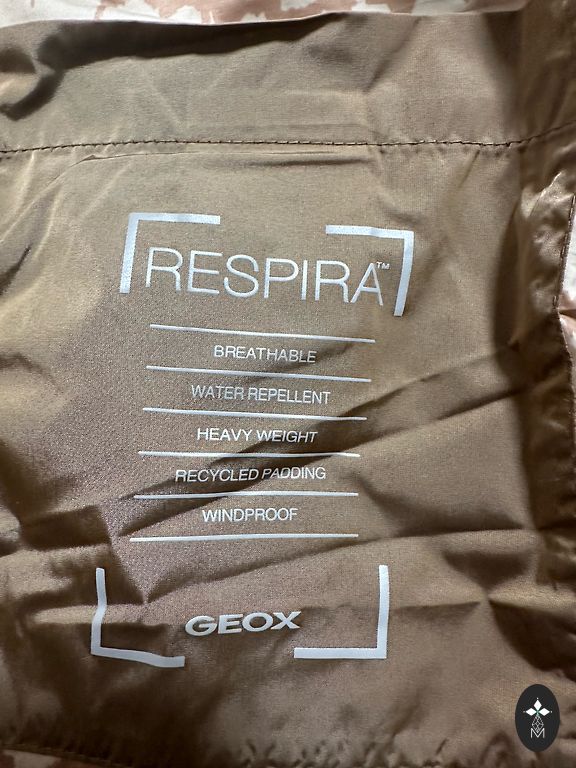 RESPIRA™
BREATHABLE
WATER REPELLENT
HEAVY WEIGHT
RECYCLED PADDING
WINDPROOF
GEOX
M